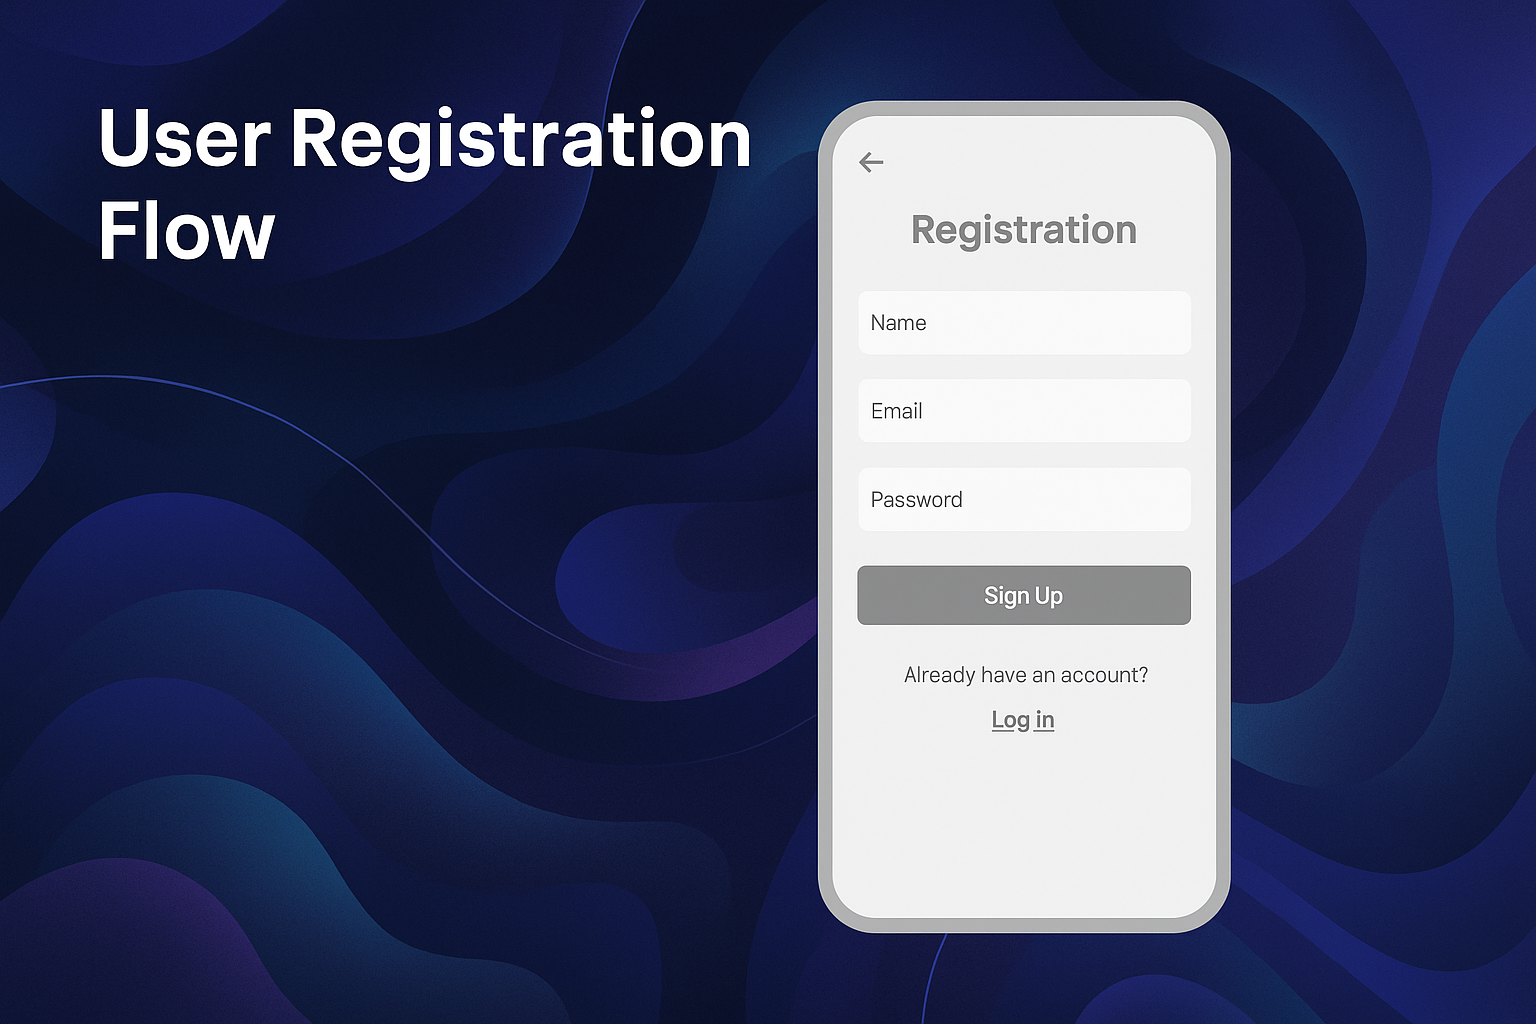 User Registration
Flow
Registration
Name
Email
Password
Sign Up
Already have an account?
Log in